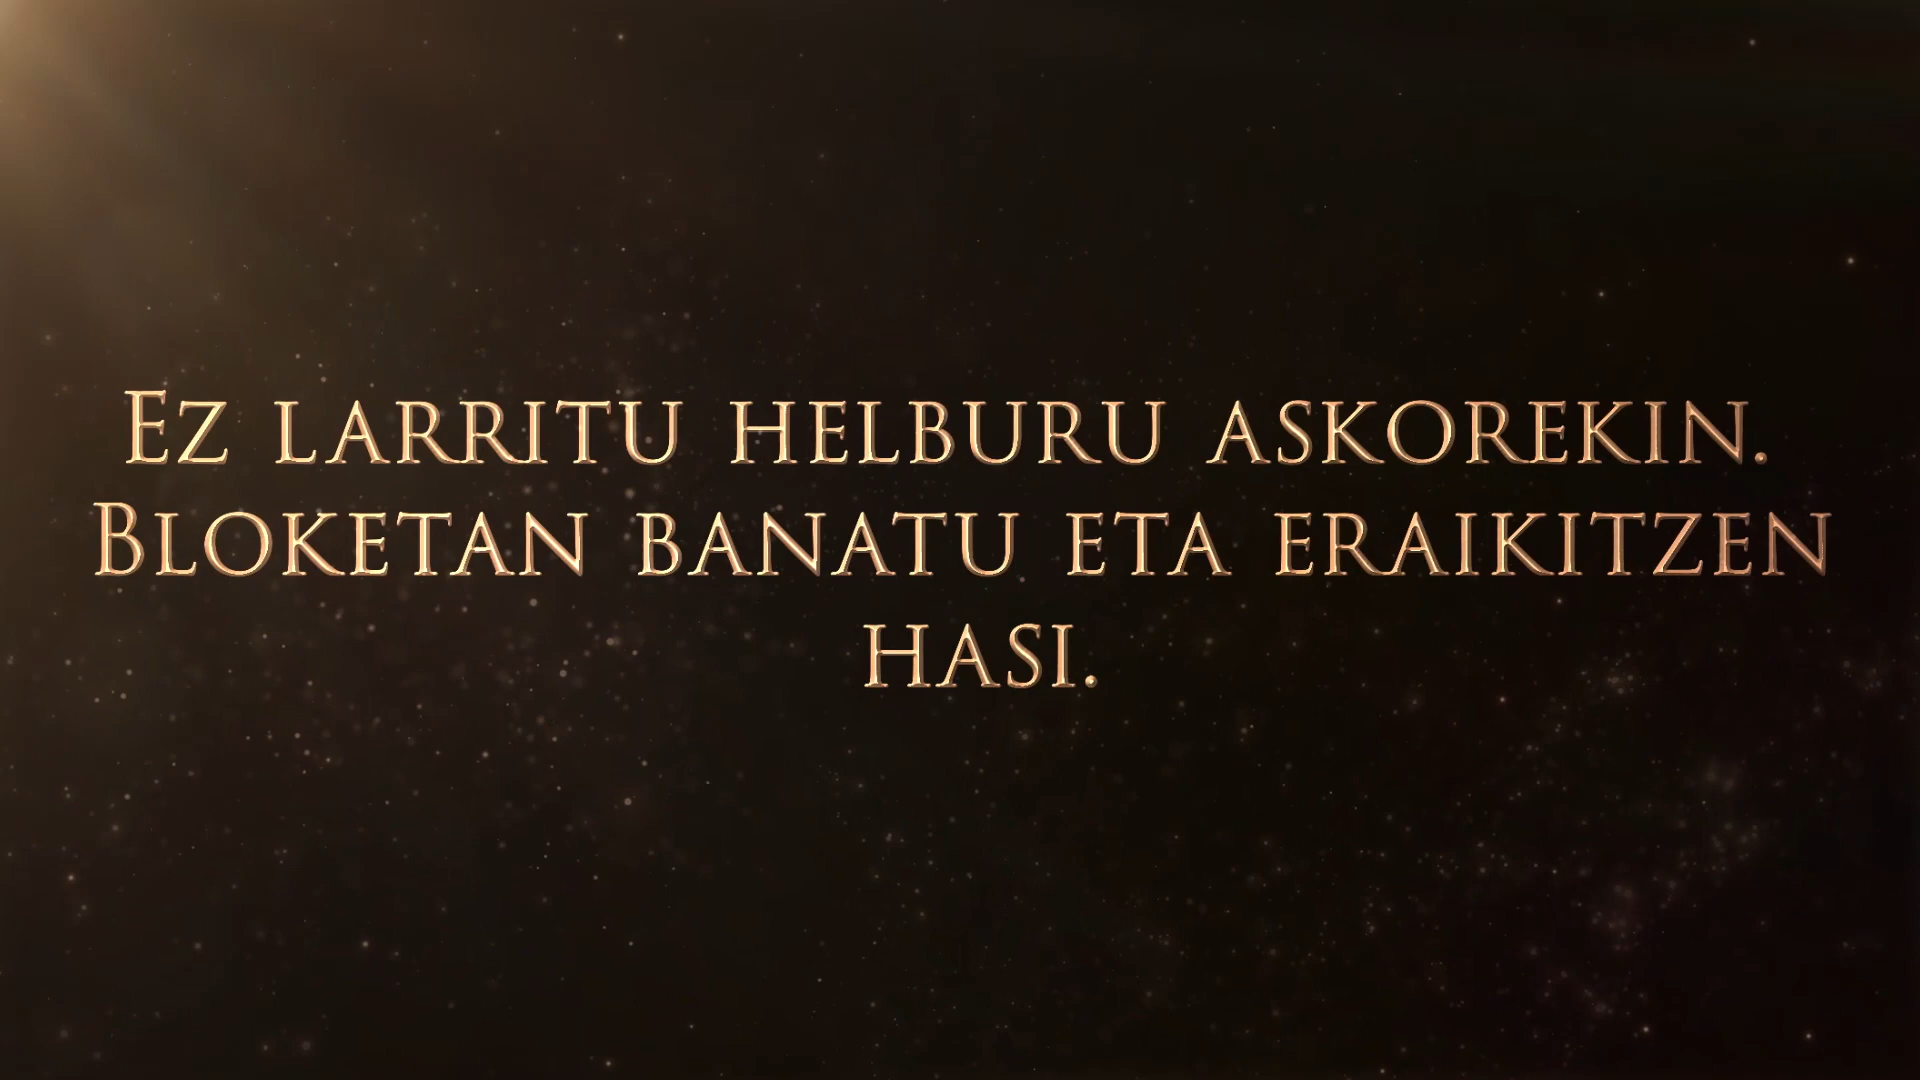 Ez larritu helburu askorekin.
Bloketan banatu eta eraikitzen
hasi.